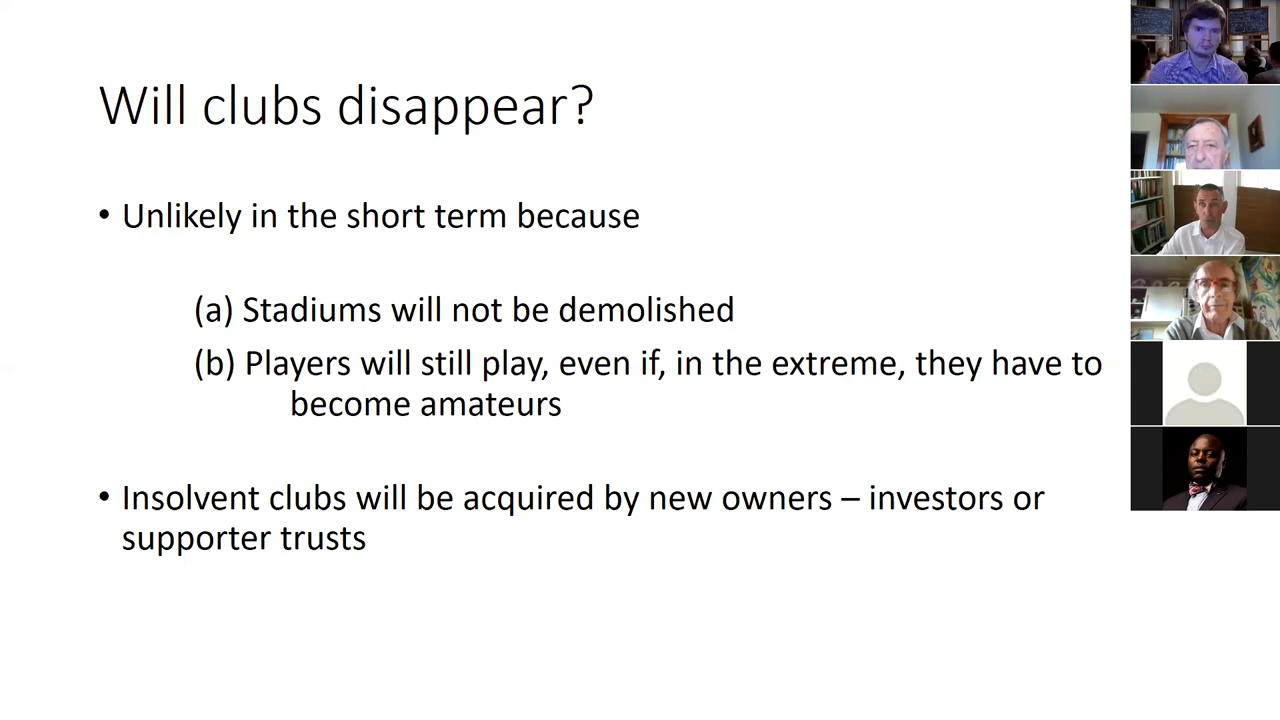 Will clubs disappear?
• Unlikely in the short term because
(a) Stadiums will not be demolished
(b) Players will still play, even if, in the extreme, they have to
become amateurs
• Insolvent clubs will be acquired by new owners – investors or
supporter trusts